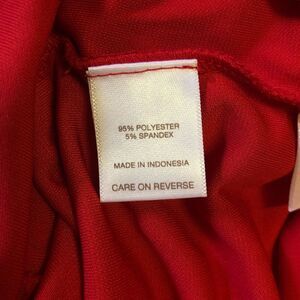 95% POLYESTER
5% SPANDEX
MADE IN INDONESIA
CARE ON REVERSE